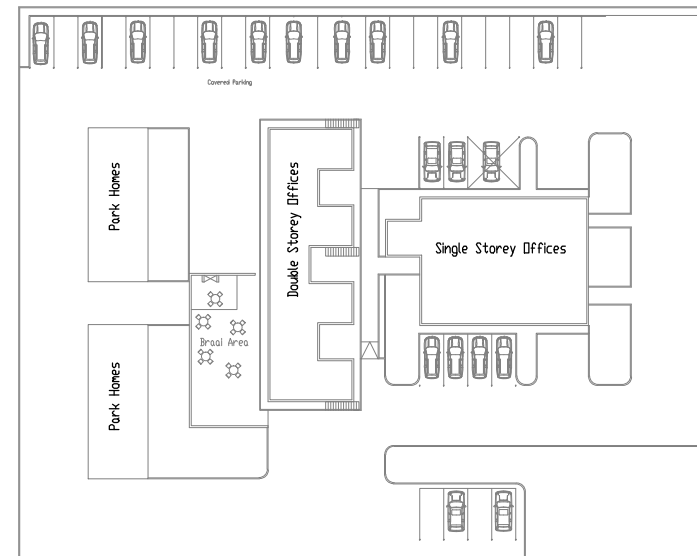 Covered Parking
Park Homes
Double Storey Offices
Single Storey Offices
Braai Area
Park Homes